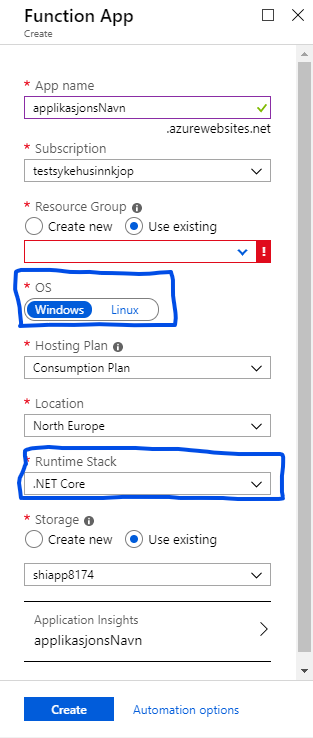 Function App
Create
* App name
applikasjonsNavn
.azurewebsites.net
* Subscription
testsykehusinnkjop
* Resource Group
Create new
Use existing
* OS
Windows
Linux
* Hosting Plan
Consumption Plan
* Location
North Europe
* Runtime Stack
.NET Core
* Storage
Create new
Use existing
shiapp8174
Application Insights
applikasjonsNavn
Create
Automation options